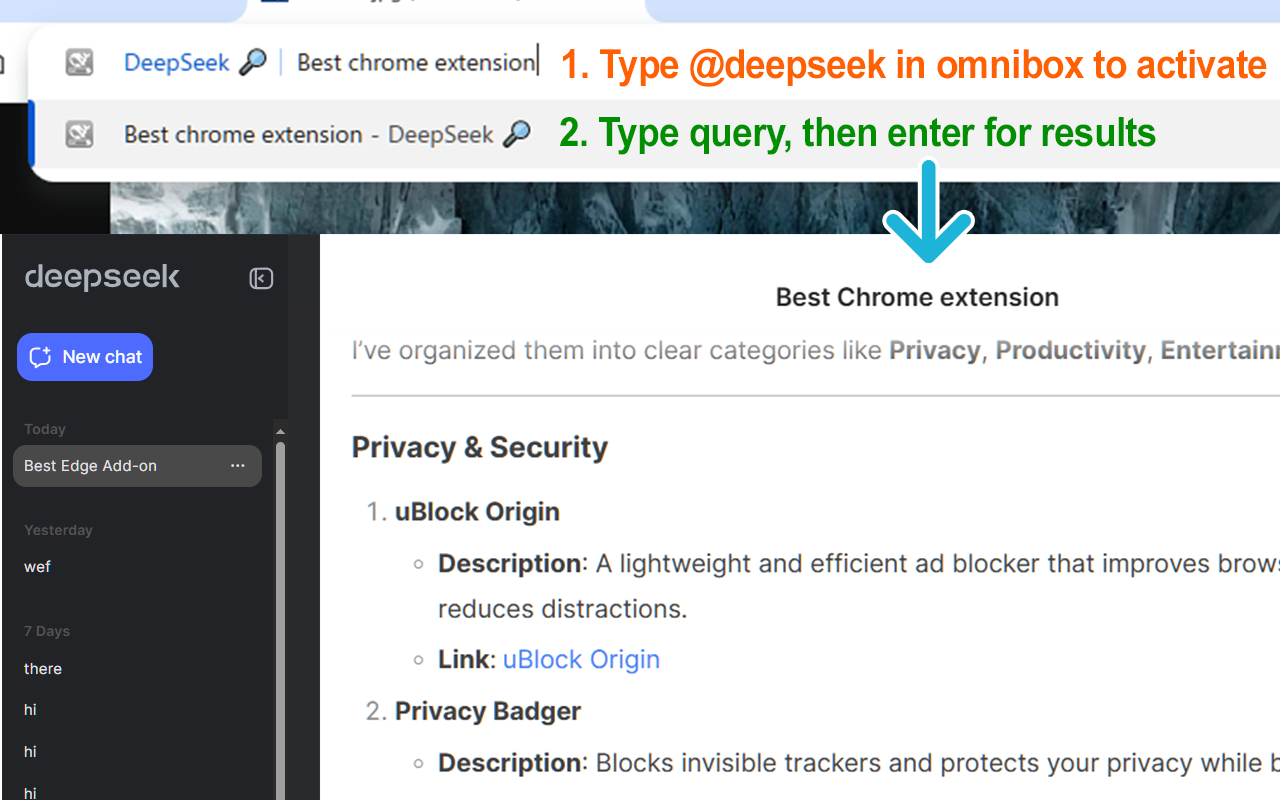 DeepSeek 🔎 | Best chrome extension 1. Type @deepseek in omnibox to activate
Best chrome extension - DeepSeek 🔎 2. Type query, then enter for results
deepseek
New chat
Today
Best Edge Add-on
Yesterday
wef
7 Days
there
hi
hi
hi
Best Chrome extension
I've organized them into clear categories like Privacy, Productivity,
Privacy & Security
1. uBlock Origin
Description: A lightweight and efficient ad blocker that improves
reduces distractions.
Link: uBlock Origin
2. Privacy Badger
Description: Blocks invisible trackers and protects your privacy while